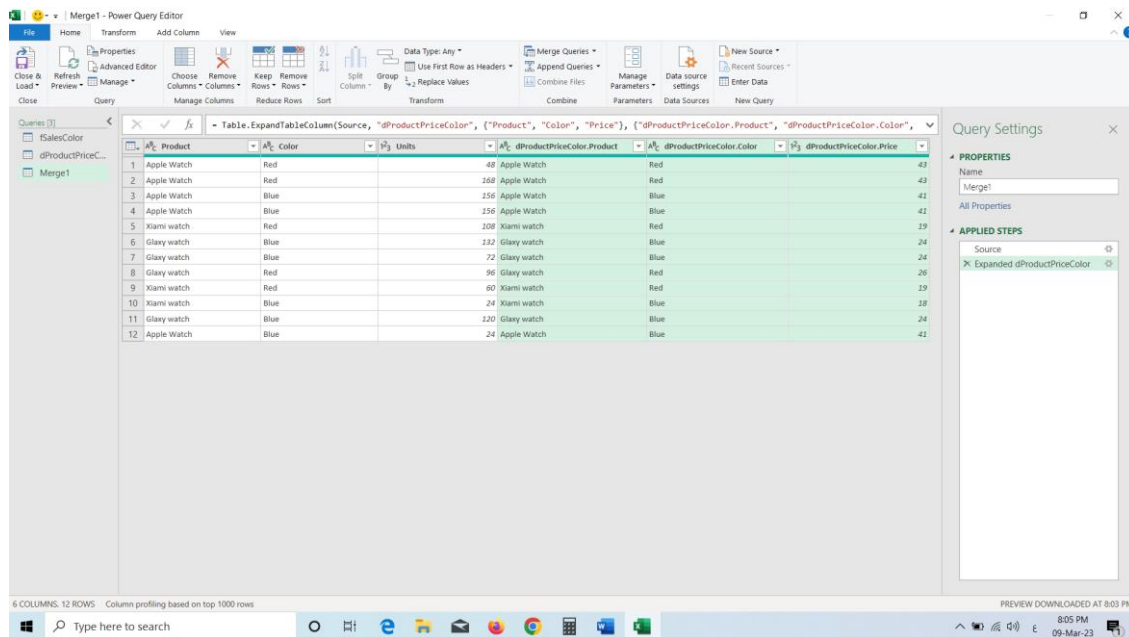 Merge1 - Power Query Editor
File Home Transform Add Column View
Close & Load
Refresh Preview
Properties
Advanced Editor
Manage
Choose Columns
Remove Columns
Keep Rows
Remove Rows
Split Column
Group By
Data Type: Any
Use First Row as Headers
1 2 Replace Values
Merge Queries
Append Queries
Combine Files
Manage Parameters
Data source settings
New Source
Recent Sources
Enter Data
Close Query Manage Columns Reduce Rows Sort Transform Combine Parameters Data Sources New Query
Queries [3]
fSalesColor
dProductPriceC...
Merge1
fx = Table.ExpandTableColumn(Source, "dProductPriceColor", {"Product", "Color", "Price"}, {"dProductPriceColor.Product", "dProductPriceColor.Color",
ABC Product ABC Color 123 Units ABC dProductPriceColor.Product ABC dProductPriceColor.Color 123 dProductPriceColor.Price
1 Apple Watch Red 48 Apple Watch Red 43
2 Apple Watch Red 168 Apple Watch Red 43
3 Apple Watch Blue 156 Apple Watch Blue 41
4 Apple Watch Blue 156 Apple Watch Blue 41
5 Xiami watch Red 108 Xiami watch Red 19
6 Glaxy watch Blue 132 Glaxy watch Blue 24
7 Glaxy watch Blue 72 Glaxy watch Blue 24
8 Glaxy watch Red 96 Glaxy watch Red 26
9 Xiami watch Red 60 Xiami watch Red 19
10 Xiami watch Blue 24 Xiami watch Blue 18
11 Glaxy watch Blue 120 Glaxy watch Blue 24
12 Apple Watch Blue 24 Apple Watch Blue 41
Query Settings
PROPERTIES
Name
Merge1
All Properties
APPLIED STEPS
Source
Expanded dProductPriceColor
6 COLUMNS, 12 ROWS Column profiling based on top 1000 rows
PREVIEW DOWNLOADED AT 8:03 PM
Type here to search
ع
8:05 PM
09-Mar-23